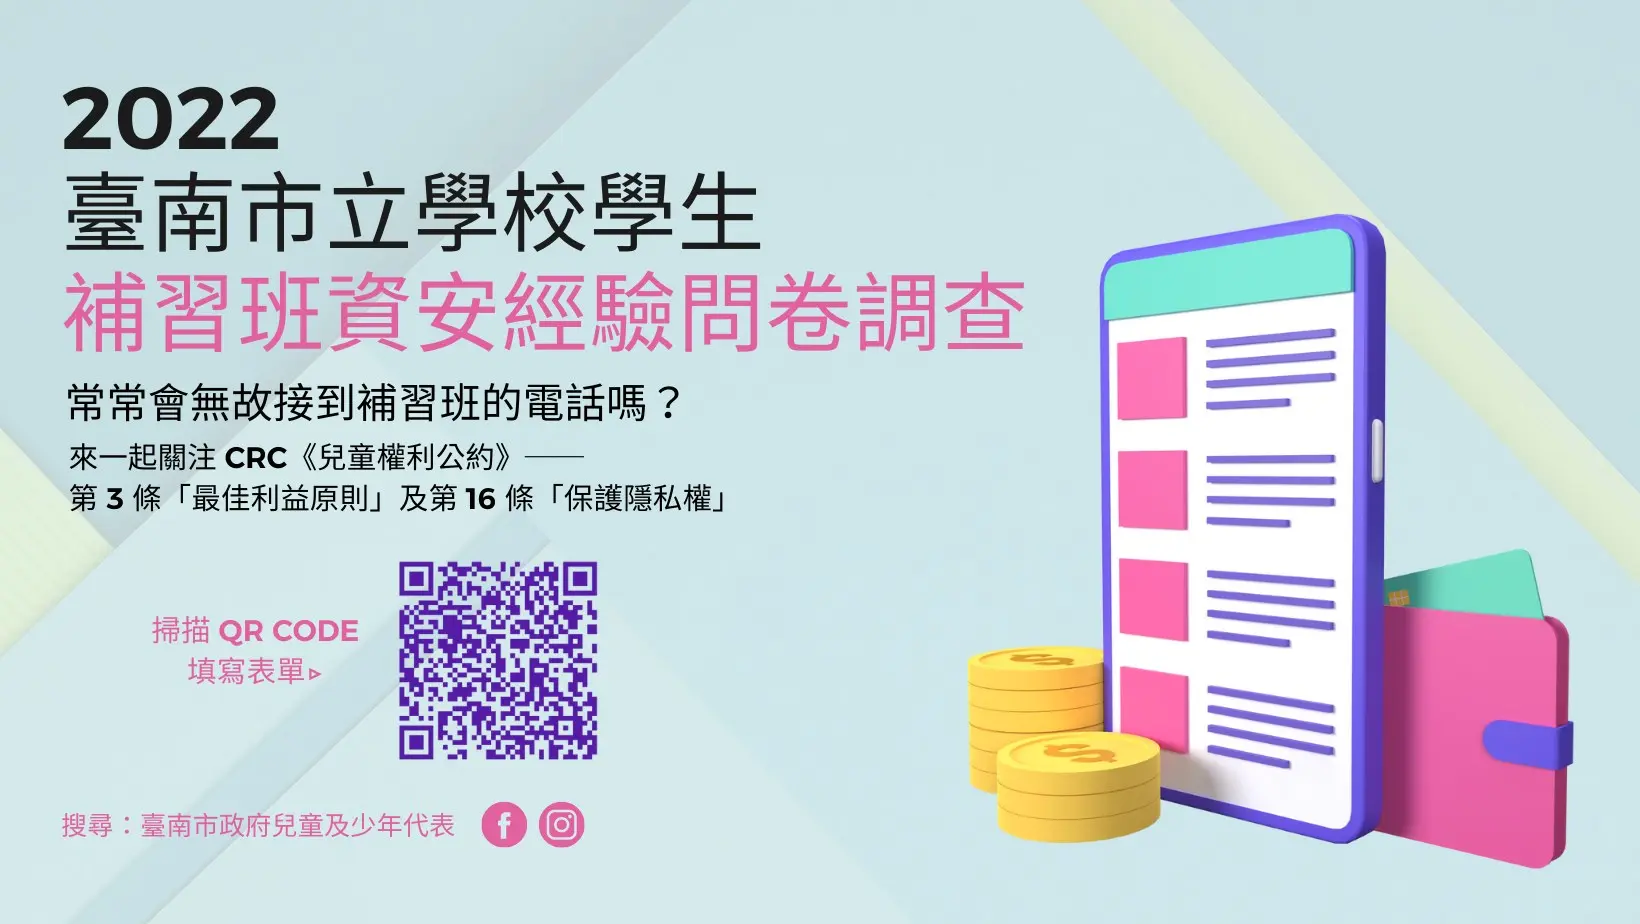 2022
臺南市立學校學生
補習班資安經驗問卷調查
常常會無故接到補習班的電話嗎？
來一起關注 CRC《兒童權利公約》——
第 3 條「最佳利益原則」及第 16 條「保護隱私權」
掃描 QR CODE
填寫表單▹
搜尋：臺南市政府兒童及少年代表